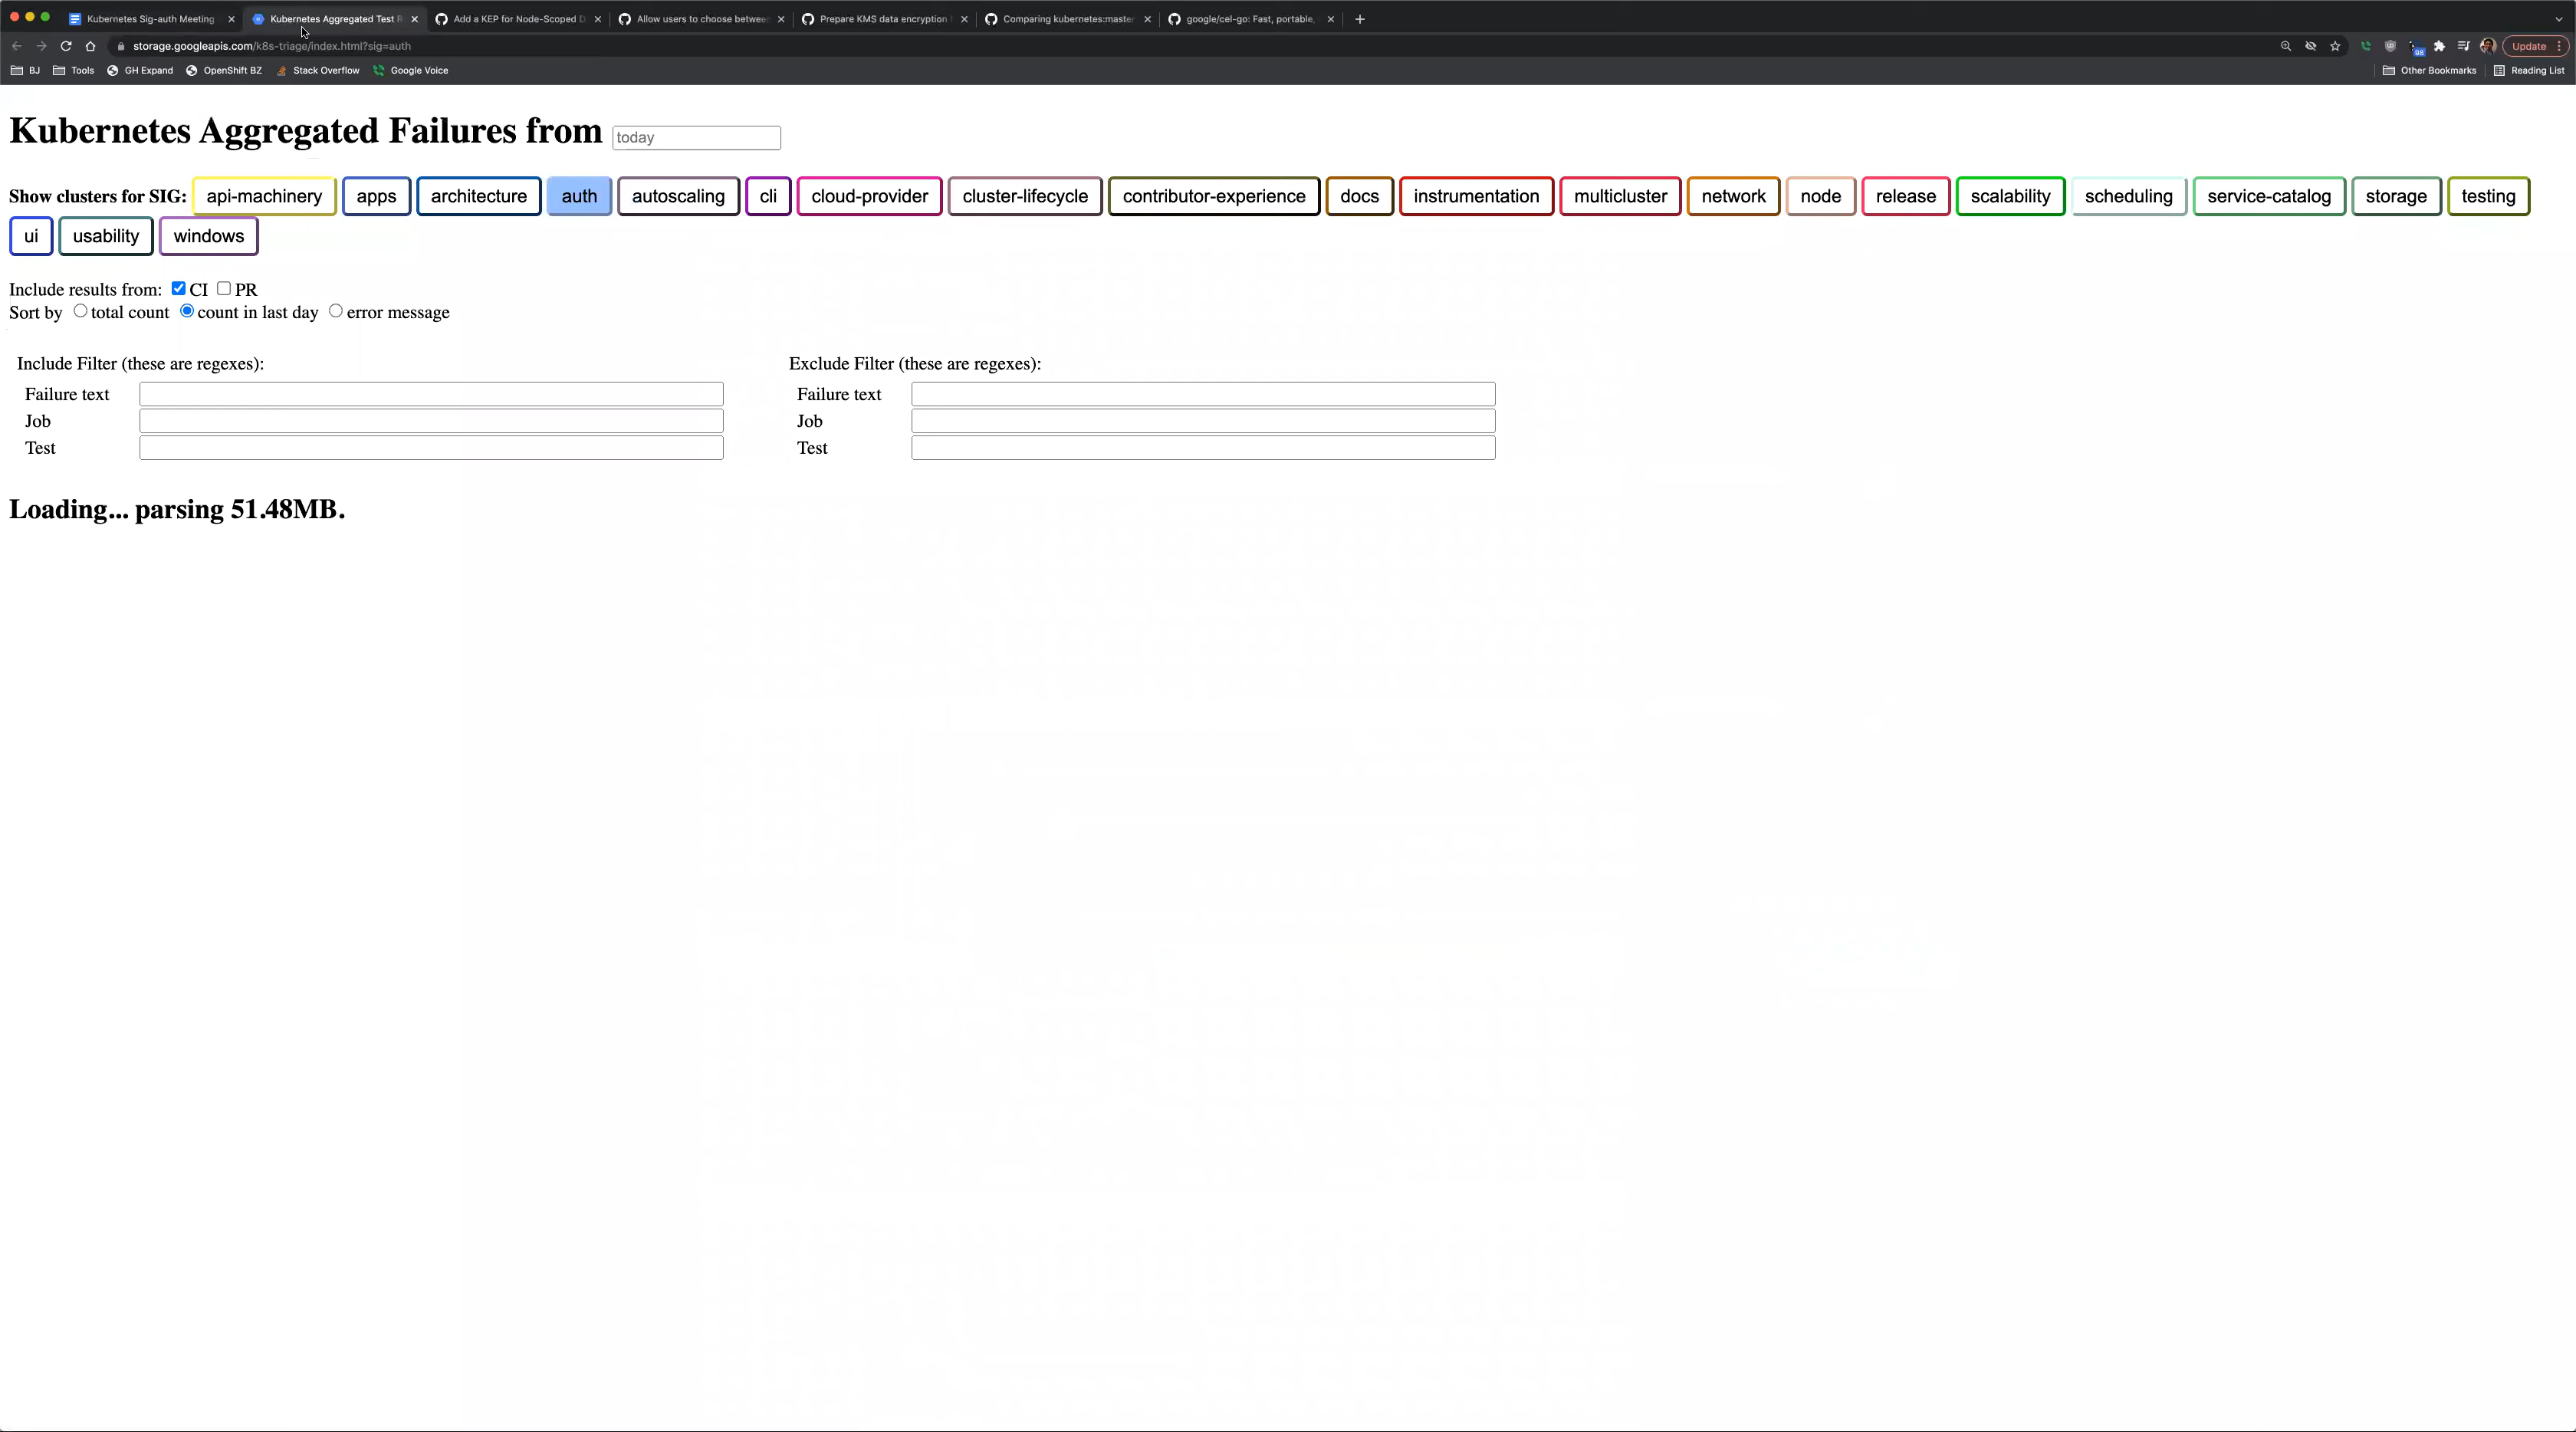 Kubernetes Sig-auth Meeting
Kubernetes Aggregated Test R
Add a KEP for Node-Scoped D
Allow users to choose between
Prepare KMS data encryption
Comparing kubernetes:master
google/cel-go: Fast, portable,
storage.googleapis.com/k8s-triage/index.html?sig=auth
98
Update
BJ
Tools
GH Expand
OpenShift BZ
Stack Overflow
Google Voice
Other Bookmarks
Reading List
Kubernetes Aggregated Failures from today
Show clusters for SIG: api-machinery apps architecture auth autoscaling cli cloud-provider cluster-lifecycle contributor-experience docs instrumentation multicluster network node release scalability scheduling service-catalog storage testing
ui usability windows
Include results from: CI PR
Sort by total count count in last day error message
Include Filter (these are regexes):
Failure text
Job
Test
Exclude Filter (these are regexes):
Failure text
Job
Test
Loading... parsing 51.48MB.